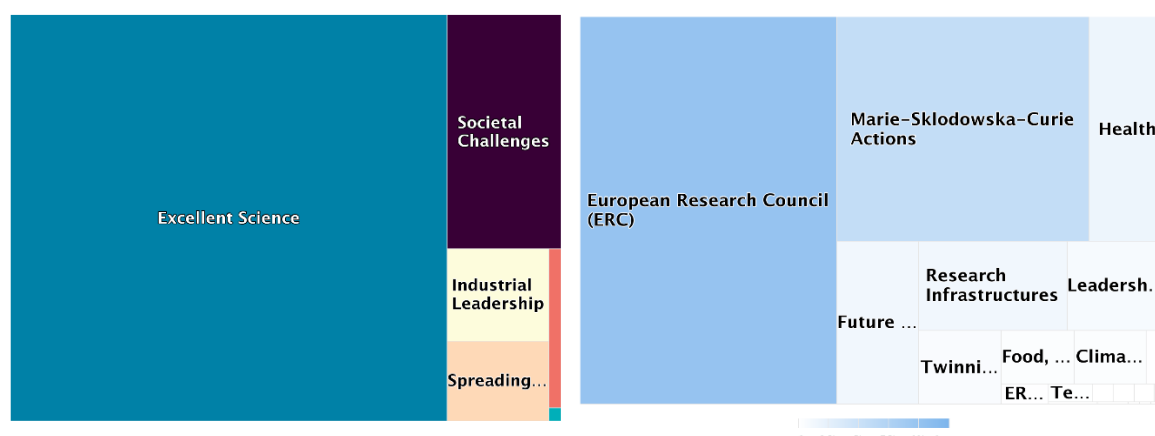 Excellent Science
Societal
Challenges
Industrial
Leadership
Spreading...
European Research Council
(ERC)
Marie-Sklodowska-Curie
Actions
Health
Future ...
Research
Infrastructures
Leadersh.
Twinni...
Food, ...
Clima...
ER...
Te...